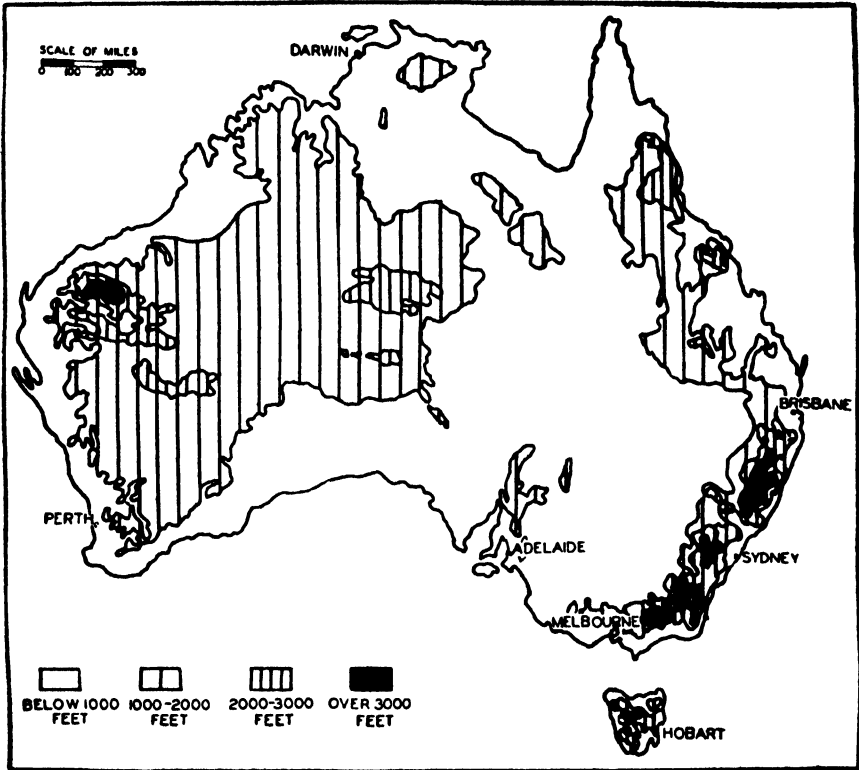 SCALE OF MILES
0 100 200 300
DARWIN
BRISBANE
PERTH
ADELAIDE
SYDNEY
MELBOURNE
BELOW 1000 FEET
1000-2000 FEET
2000-3000 FEET
OVER 3000 FEET
HOBART